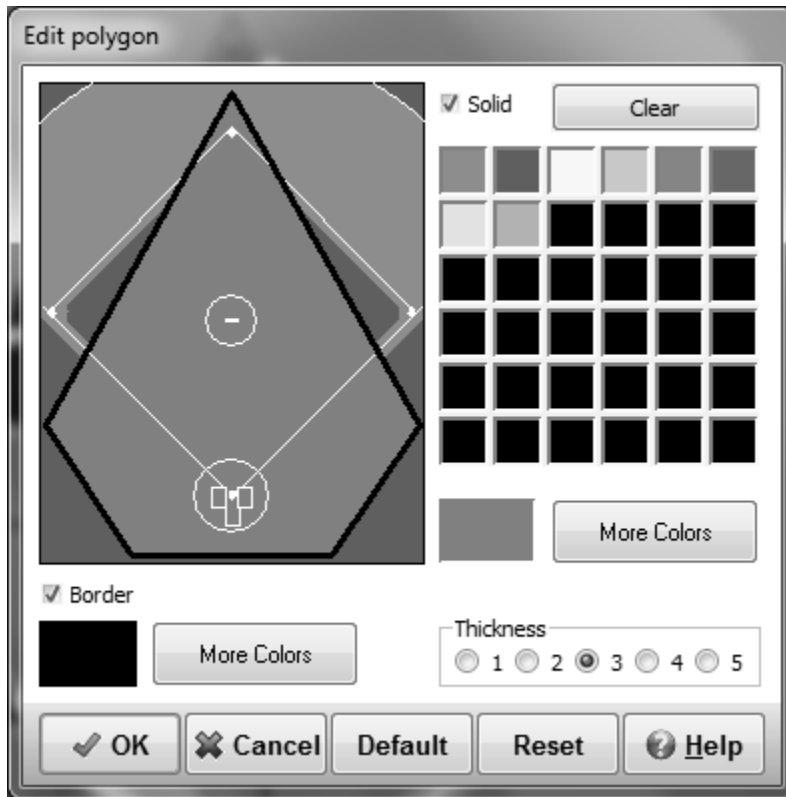 Edit polygon
Solid
Clear
More Colors
Border
More Colors
Thickness
1 2 3 4 5
OK Cancel Default Reset Help